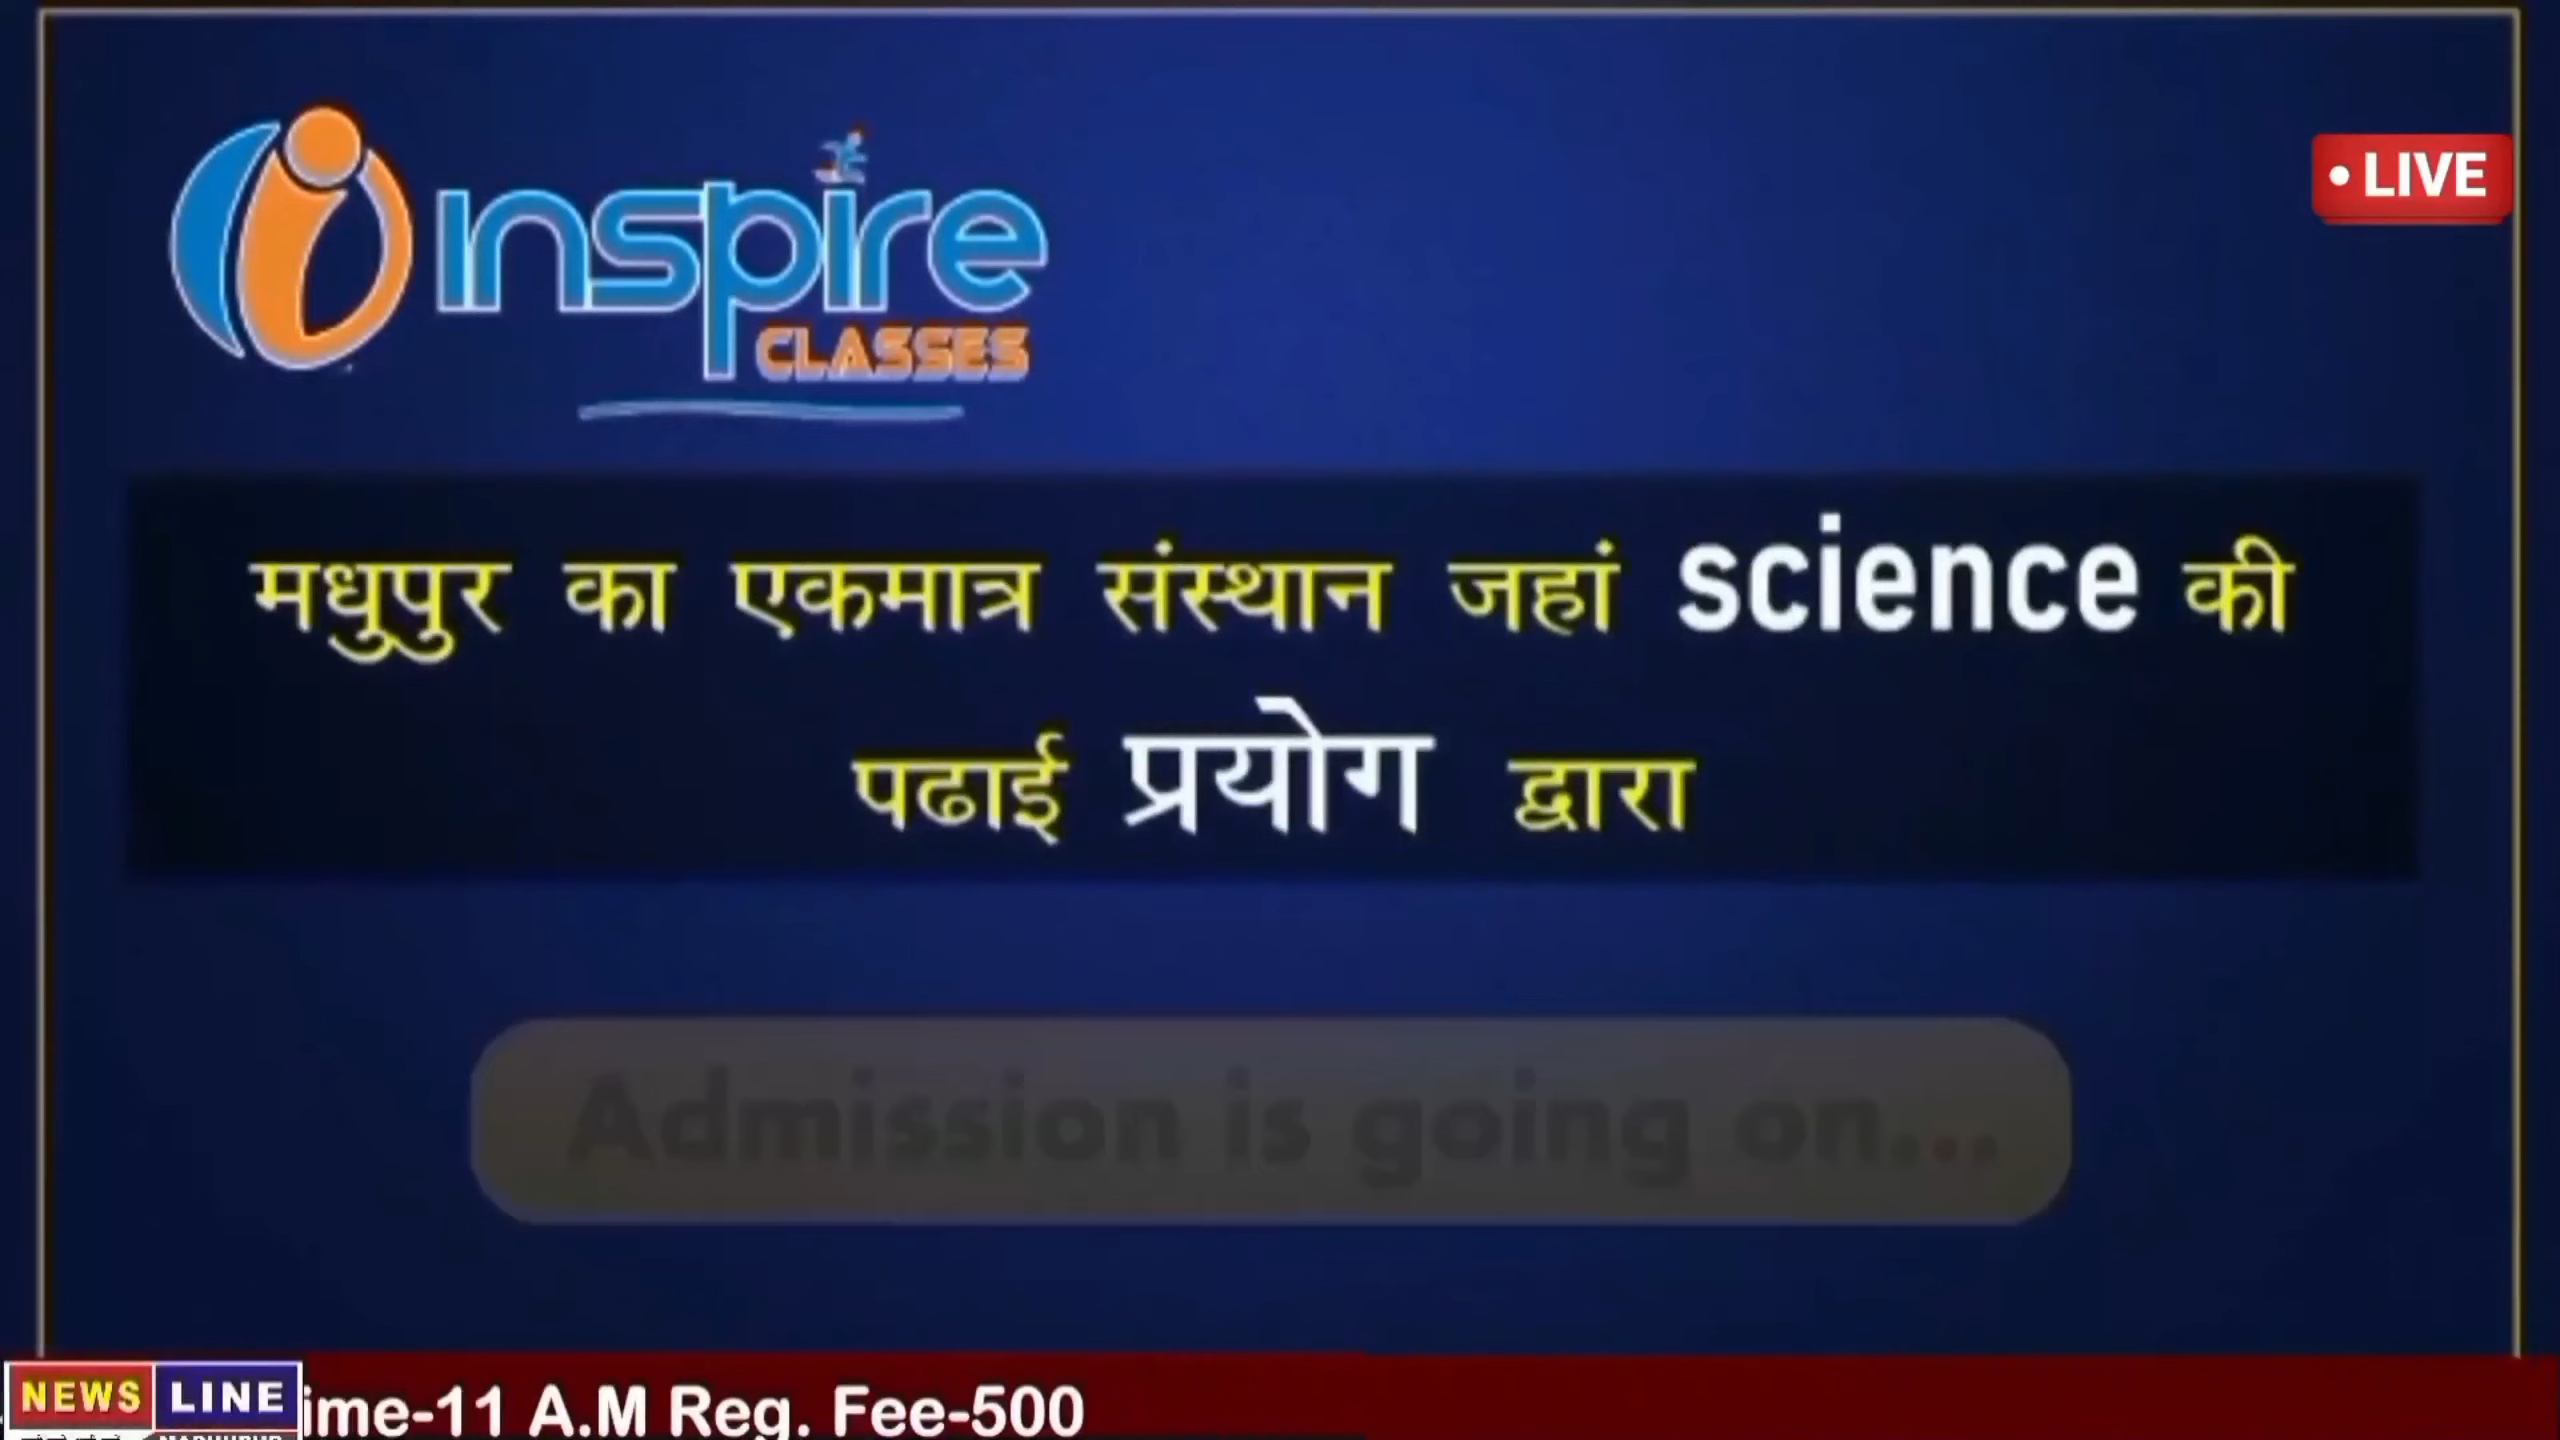 inspire
CLASSES
• LIVE
मधुपुर का एकमात्र संस्थान जहां science की
पढाई प्रयोग द्वारा
Admission is going on...
NEWS LINE
ime-11 A.M Reg. Fee-500